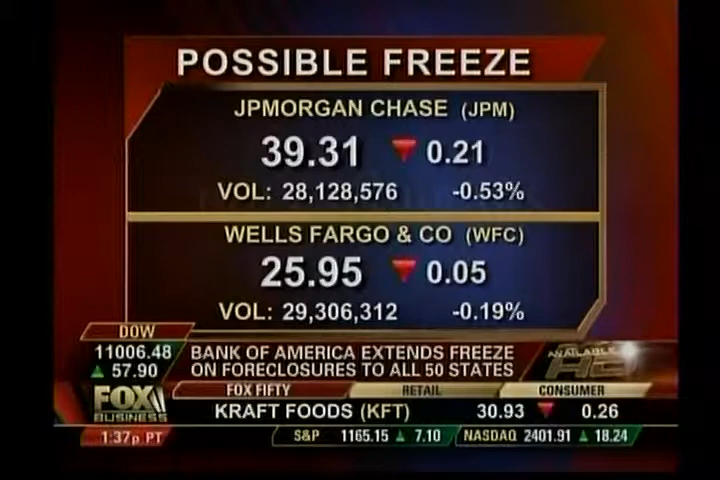 POSSIBLE FREEZE
JPMORGAN CHASE (JPM)
39.31 ▼ 0.21
VOL: 28,128,576 -0.53%
WELLS FARGO & CO (WFC)
25.95 ▼ 0.05
VOL: 29,306,312 -0.19%
DOW
11006.48
▲ 57.90
BANK OF AMERICA EXTENDS FREEZE
ON FORECLOSURES TO ALL 50 STATES
AVAILABLE
HD
FOX FIFTY RETAIL CONSUMER
FOX
BUSINESS
KRAFT FOODS (KFT) 30.93 ▼ 0.26
1:37p PT
S&P 1165.15 ▲ 7.10 NASDAQ 2401.91 ▲ 18.24